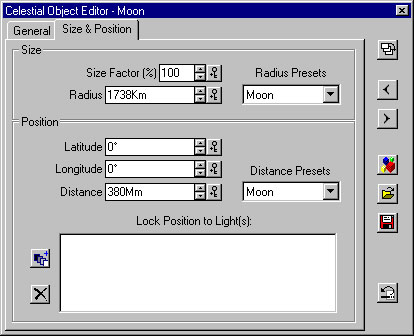 Celestial Object Editor - Moon
General Size & Position
Size
Size Factor (%) 100 Radius Presets
Radius 1738Km Moon
Position
Latitude 0°
Longitude 0° Distance Presets
Distance 380Mm Moon
Lock Position to Light(s):